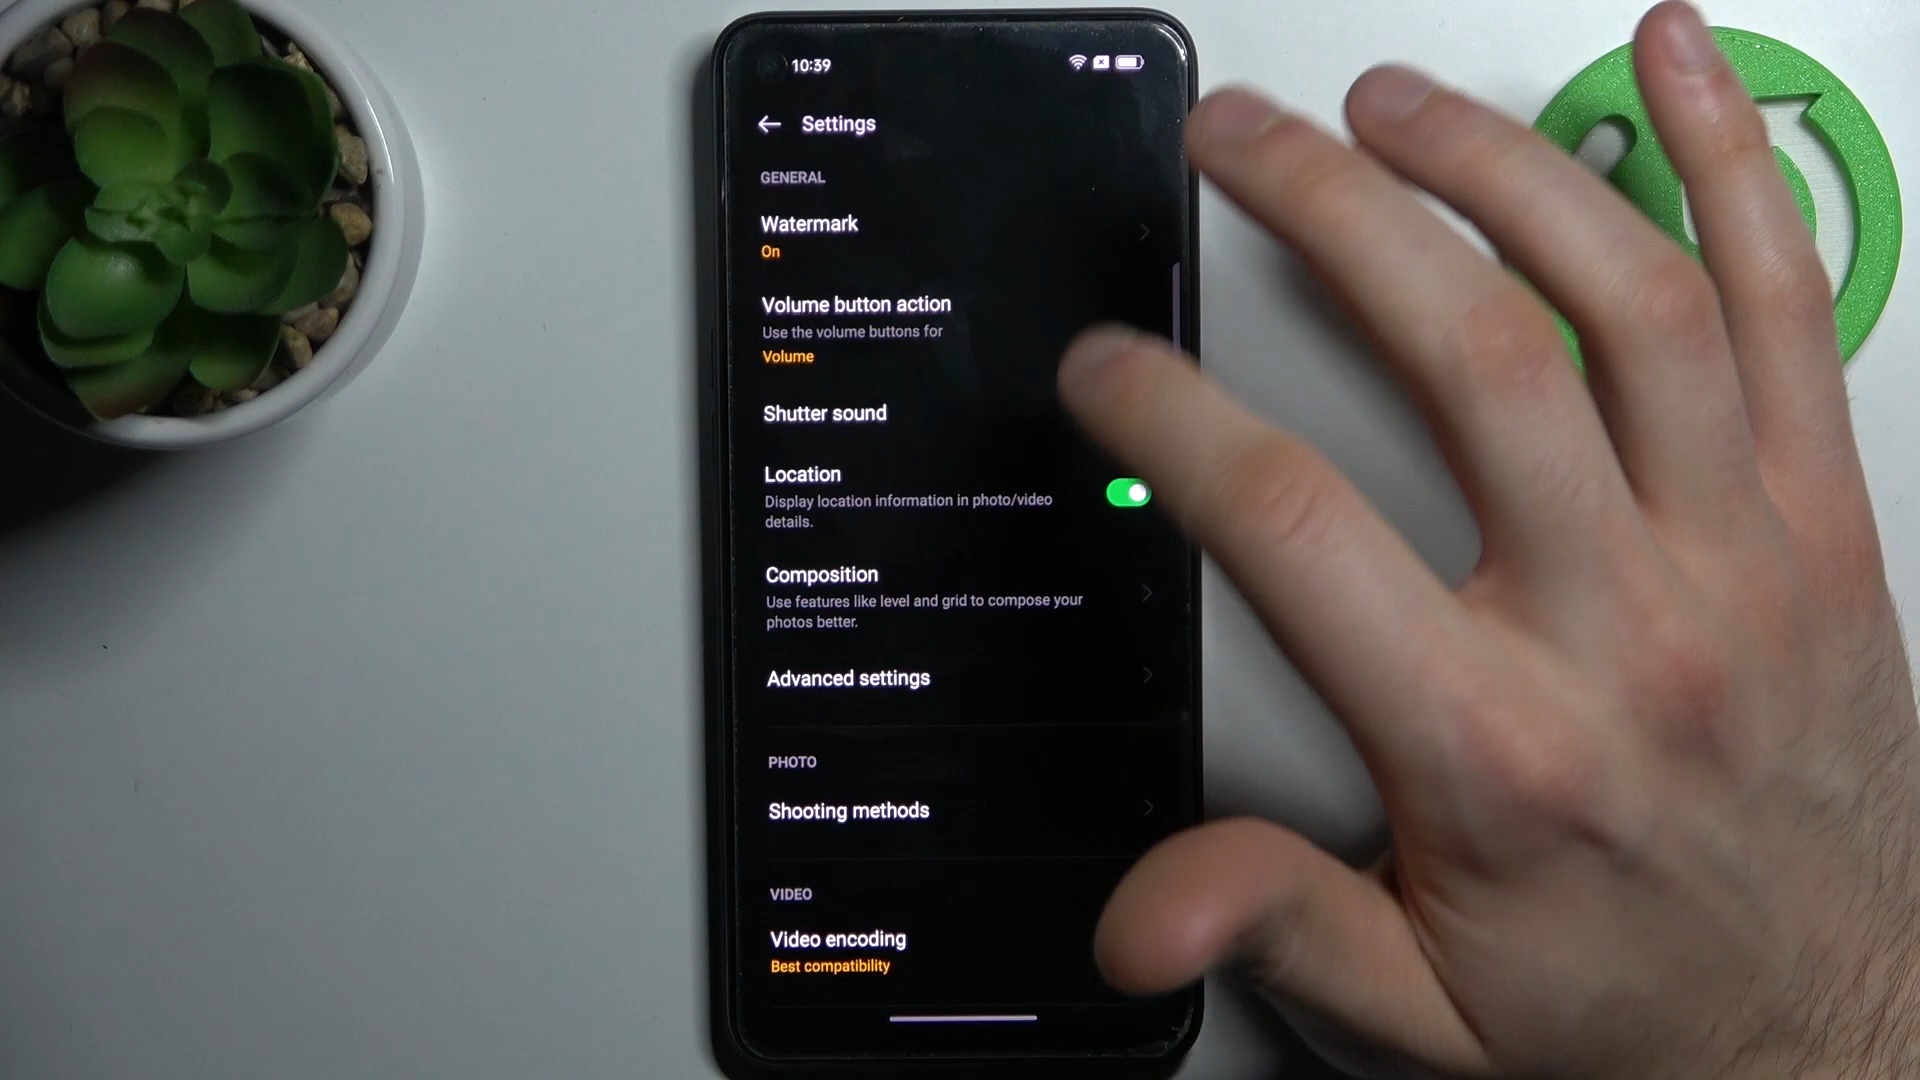 10:39
Settings
GENERAL
Watermark
On
Volume button action
Use the volume buttons for
Volume
Shutter sound
Location
Display location information in photo/video
details.
Composition
Use features like level and grid to compose your
photos better.
Advanced settings
PHOTO
Shooting methods
VIDEO
Video encoding
Best compatibility